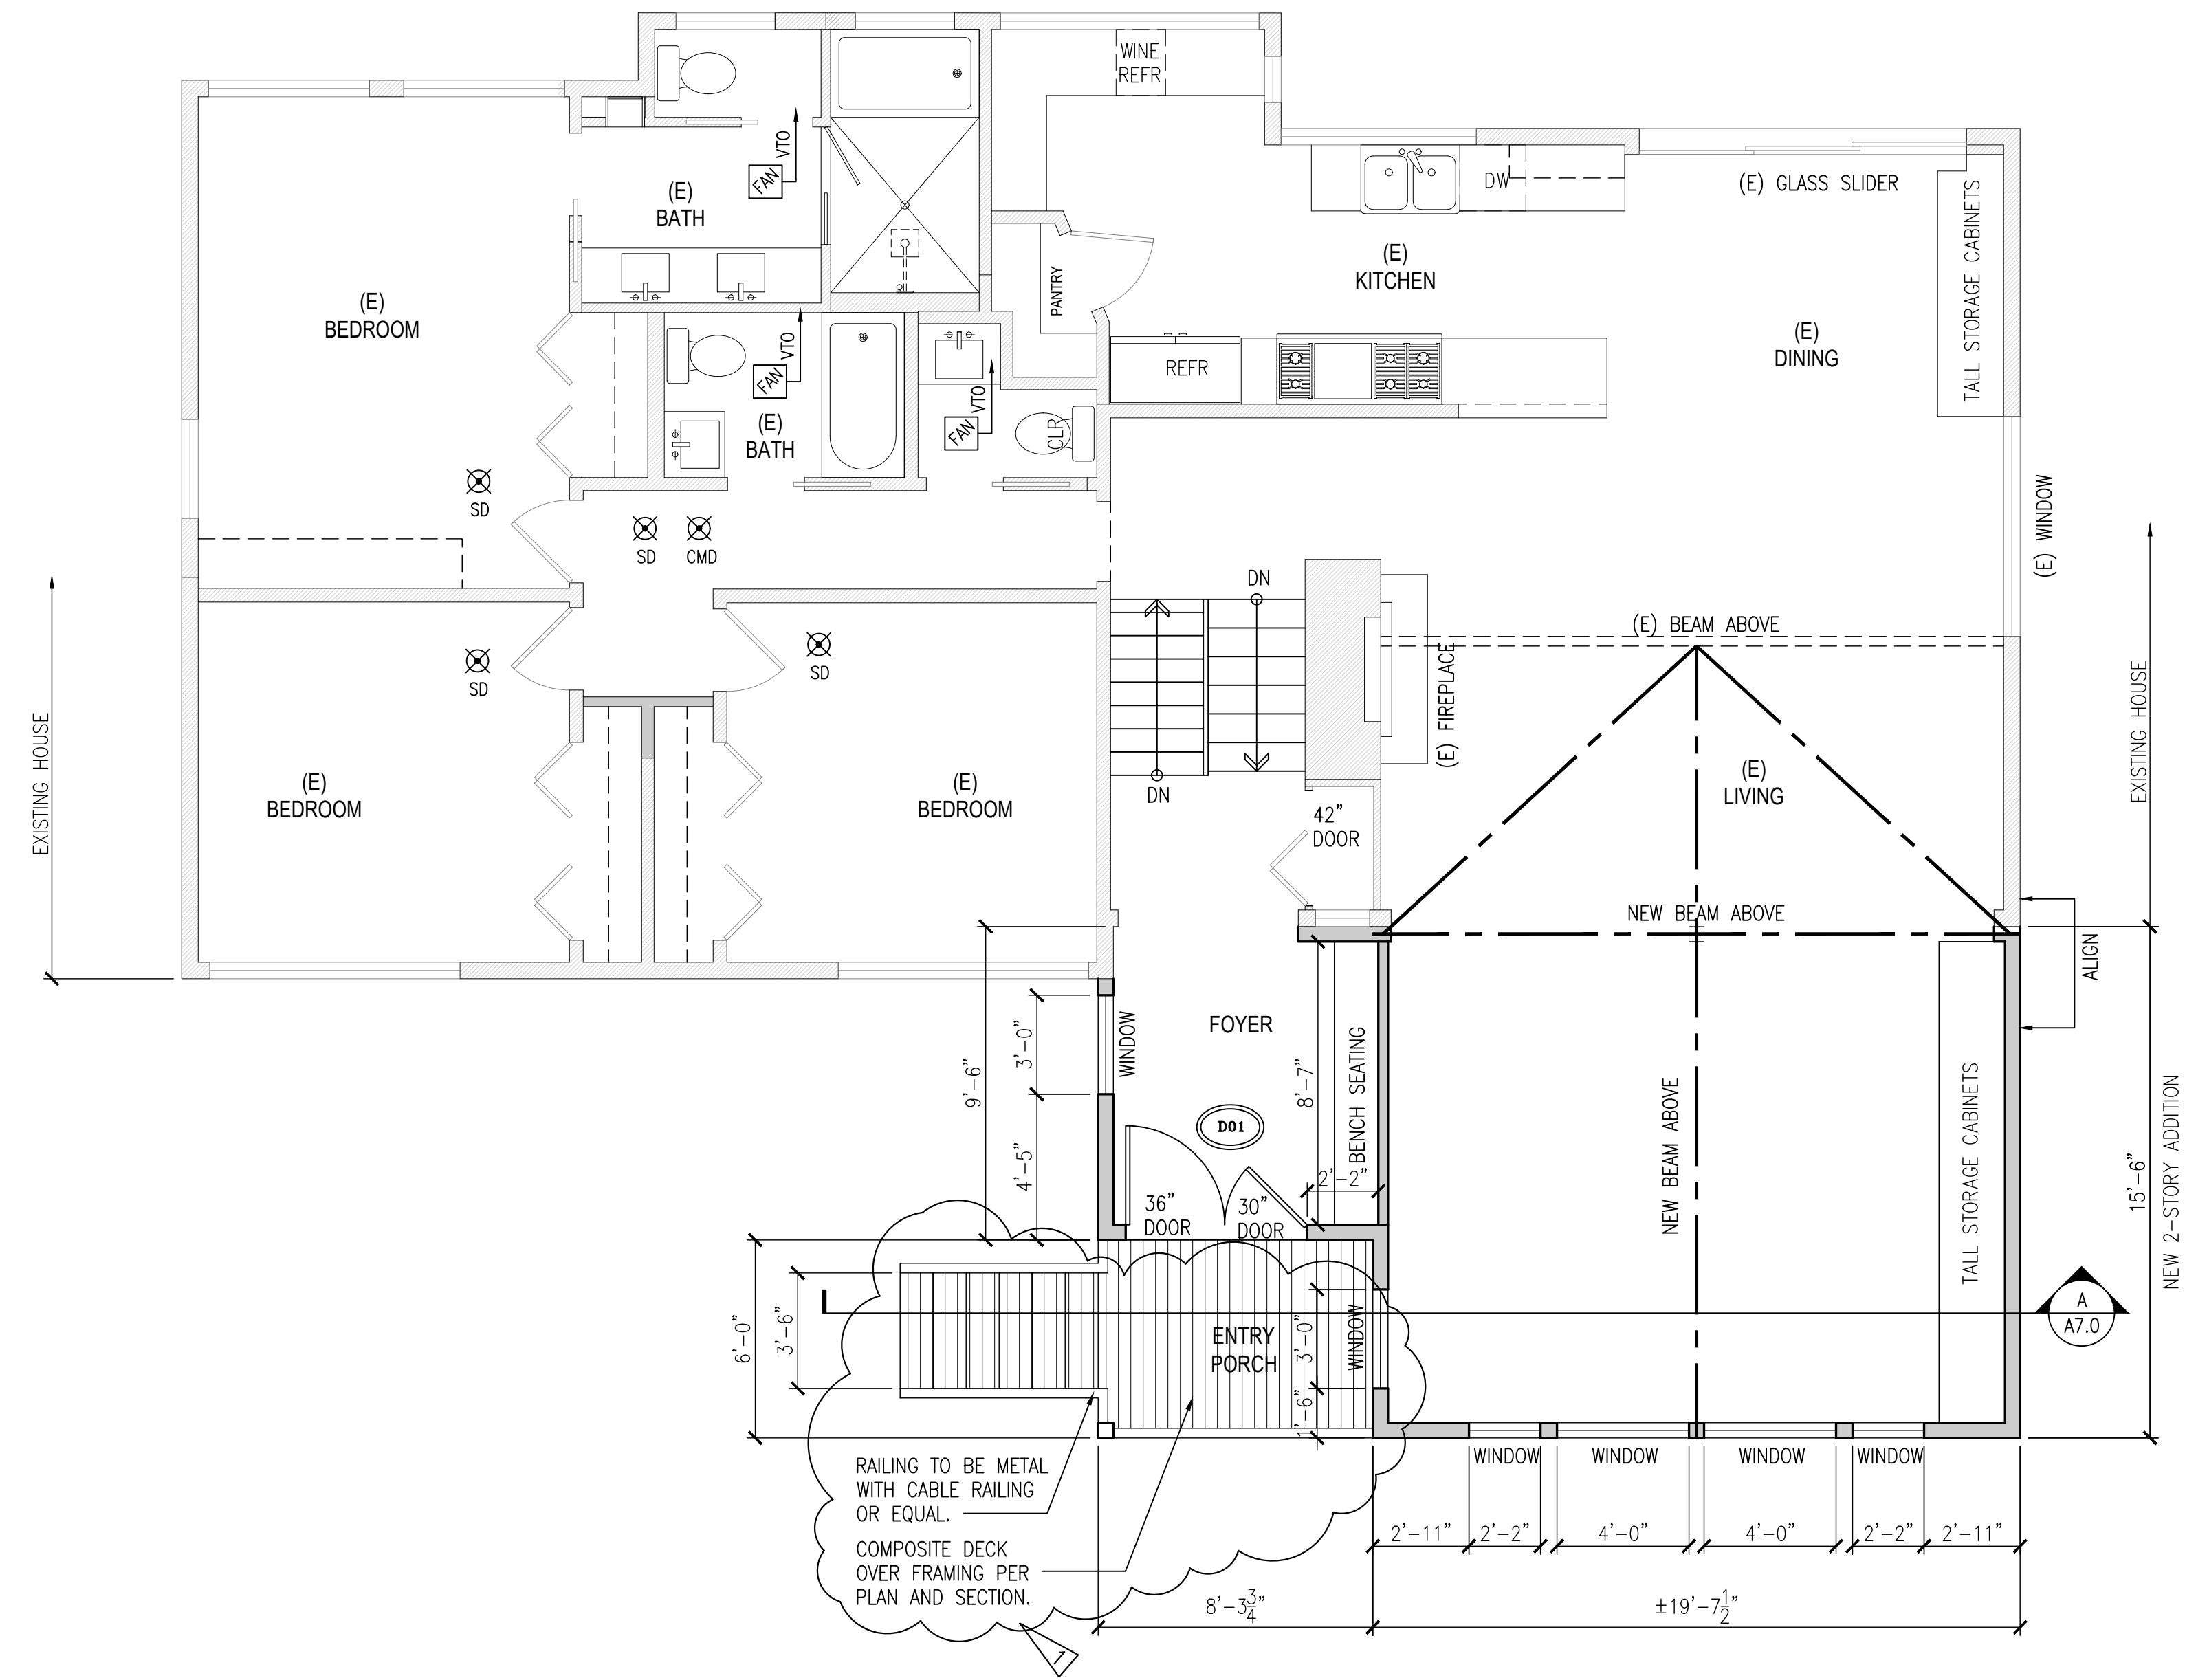 WINE
REFR
VTO
FAN
(E)
BATH
DW
(E) GLASS SLIDER
TALL STORAGE CABINETS
(E)
KITCHEN
PANTRY
(E)
BEDROOM
VTO
FAN
REFR
(E)
DINING
VTO
FAN
CLR
(E)
BATH
SD
SD
CMD
(E) WINDOW
DN
(E) BEAM ABOVE
SD
SD
(E) FIREPLACE
EXISTING HOUSE
EXISTING HOUSE
(E)
BEDROOM
(E)
BEDROOM
DN
(E)
LIVING
42"
DOOR
NEW BEAM ABOVE
ALIGN
FOYER
WINDOW
3'-0"
9'-6"
8'-7"
BENCH SEATING
D01
4'-5"
2'-2"
36"
DOOR
30"
DOOR
NEW BEAM ABOVE
TALL STORAGE CABINETS
15'-6"
NEW 2-STORY ADDITION
A
A7.0
6'-0"
3'-6"
ENTRY
PORCH
3'-0"
WINDOW
1'-6"
WINDOW
WINDOW
WINDOW
WINDOW
RAILING TO BE METAL
WITH CABLE RAILING
OR EQUAL.
COMPOSITE DECK
OVER FRAMING PER
PLAN AND SECTION.
2'-11"
2'-2"
4'-0"
4'-0"
2'-2"
2'-11"
8'-3 3/4"
±19'-7 1/2"
1